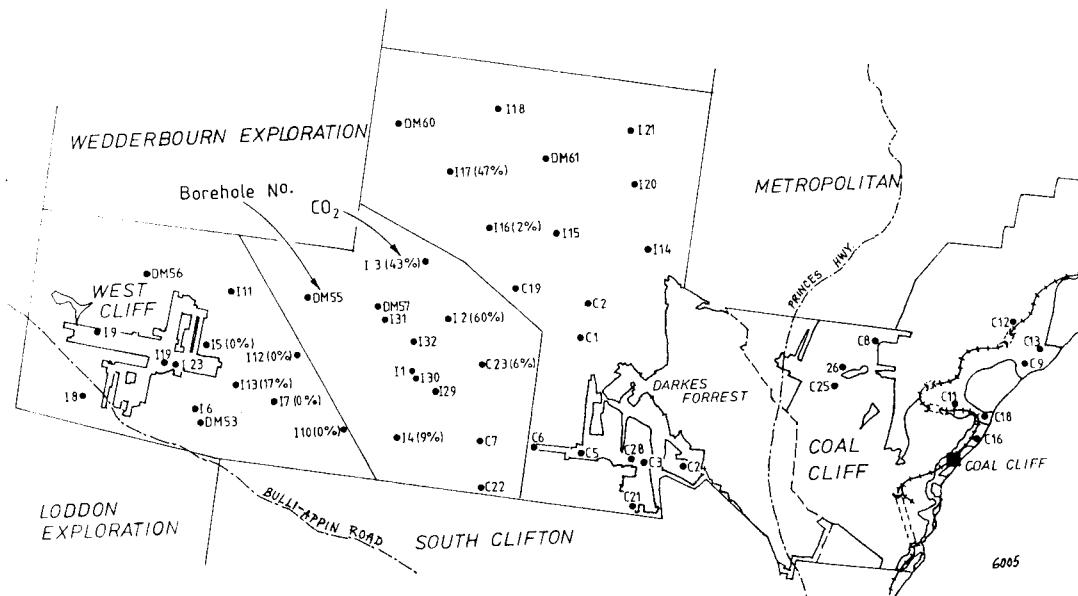 I18
DM60
I21
WEDDERBOURN EXPLORATION
DM61
I17(47%)
METROPOLITAN
I20
Borehole No.
CO2
I16(2%)
I15
I14
PRINCES HWY
I3(43%)
DM56
WEST
CLIFF
I11
DM55
C19
DM57
I31
I2(60%)
C2
C12
I9
C1
C8
C13
I5(0%)
I32
I19
L23
I12(0%)
C23(6%)
26
C9
I1
I30
I13(17%)
I29
C25
DARKES
FORREST
I8
I7(0%)
C11
I6
DM53
C18
I10(0%)
I4(9%)
C7
C6
C5
C28
C3
C2
COAL
CLIFF
C16
COAL CLIFF
C22
C21
LODDON
EXPLORATION
BULLI-APPIN ROAD
SOUTH CLIFTON
6005